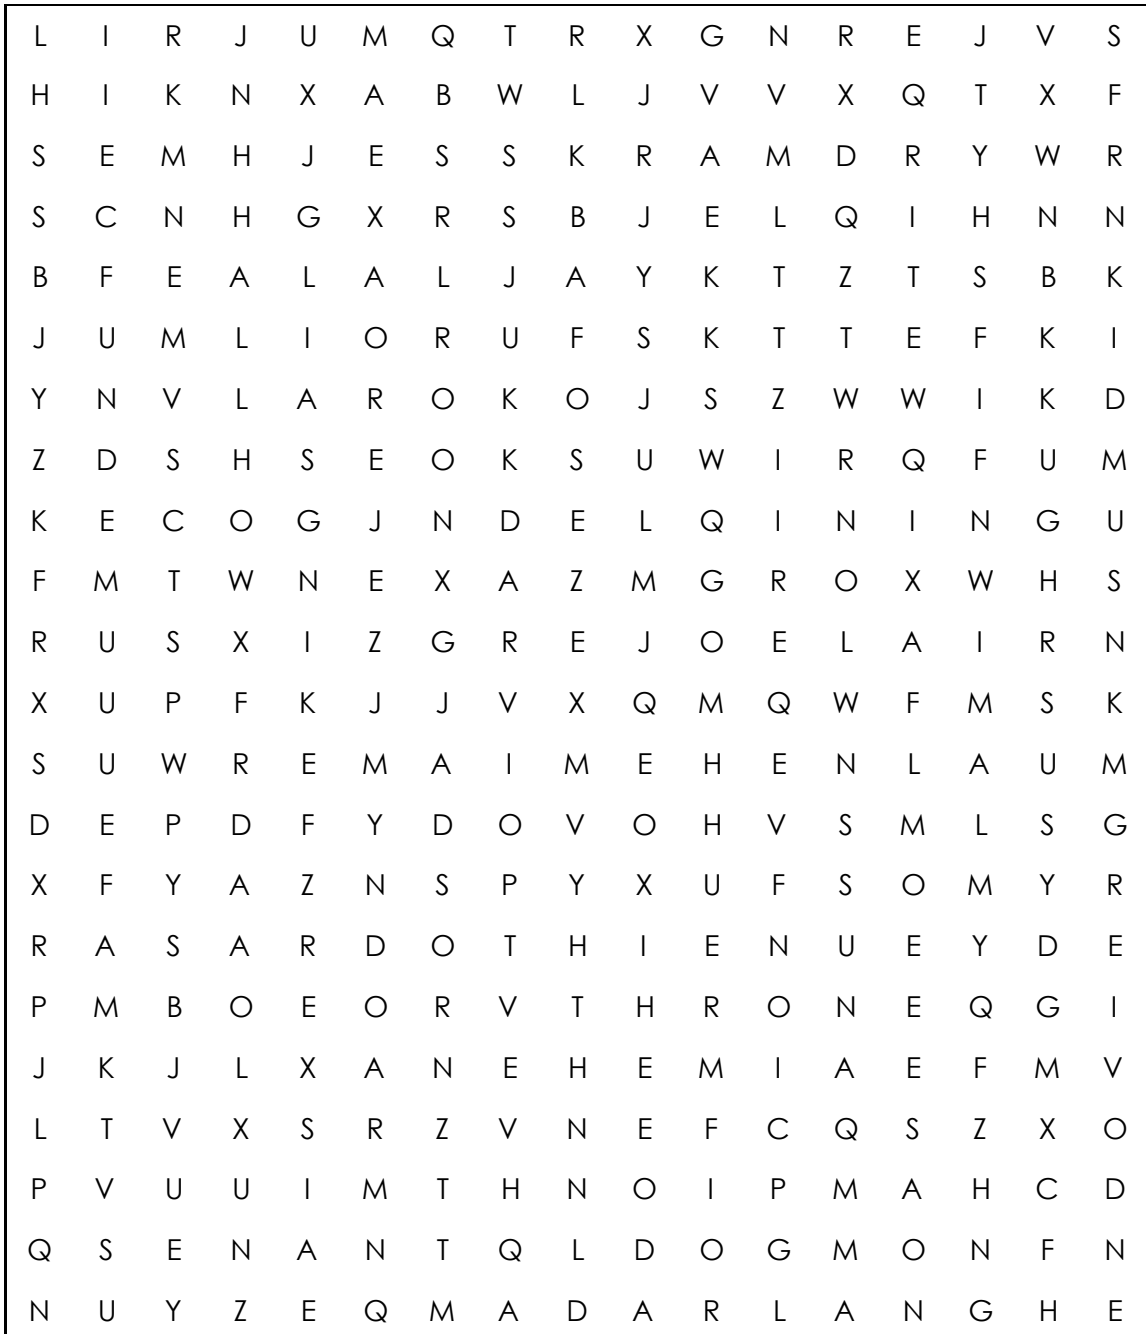 L I R J U M Q T R X G N R E J V S
H I K N X A B W L J V V X Q T X F
S E M H J E S S K R A M D R Y W R
S C N H G X R S B J E L Q I H N N
B F E A L A L J A Y K T Z T S B K
J U M L I O R U F S K T T E F K I
Y N V L A R O K O J S Z W W I K D
Z D S H S E O K S U W I R Q F U M
K E C O G J N D E L Q I N I N G U
F M T W N E X A Z M G R O X W H S
R U S X I Z G R E J O E L A I R N
X U P F K J J V X Q M Q W F M S K
S U W R E M A I M E H E N L A U M
D E P D F Y D O V O H V S M L S G
X F Y A Z N S P Y X U F S O M Y R
R A S A R D O T H I E N U E Y D E
P M B O E O R V T H R O N E Q G I
J K J L X A N E H E M I A E F M V
L T V X S R Z V N E F C Q S Z X O
P V U U I M T H N O I P M A H C D
Q S E N A N T Q L D O G M O N F N
N U Y Z E Q M A D A R L A N G H E